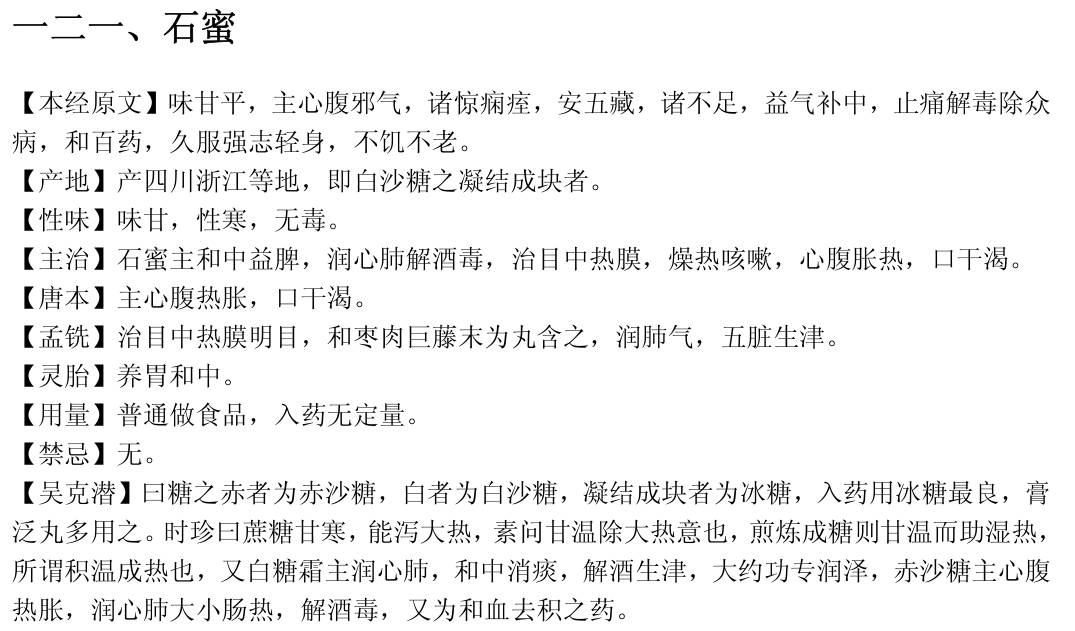 一二一、石蜜
【本经原文】味甘平，主心腹邪气，诸惊痫痓，安五藏，诸不足，益气补中，止痛解毒除众
病，和百药，久服强志轻身，不饥不老。
【产地】产四川浙江等地，即白沙糖之凝结成块者。
【性味】味甘，性寒，无毒。
【主治】石蜜主和中益脾，润心肺解酒毒，治目中热膜，燥热咳嗽，心腹胀热，口干渴。
【唐本】主心腹热胀，口干渴。
【孟铣】治目中热膜明目，和枣肉巨藤末为丸含之，润肺气，五脏生津。
【灵胎】养胃和中。
【用量】普通做食品，入药无定量。
【禁忌】无。
【吴克潜】曰糖之赤者为赤沙糖，白者为白沙糖，凝结成块者为冰糖，入药用冰糖最良，膏
泛丸多用之。时珍曰蔗糖甘寒，能泻大热，素问甘温除大热意也，煎炼成糖则甘温而助湿热，
所谓积温成热也，又白糖霜主润心肺，和中消痰，解酒生津，大约功专润泽，赤沙糖主心腹
热胀，润心肺大小肠热，解酒毒，又为和血去积之药。